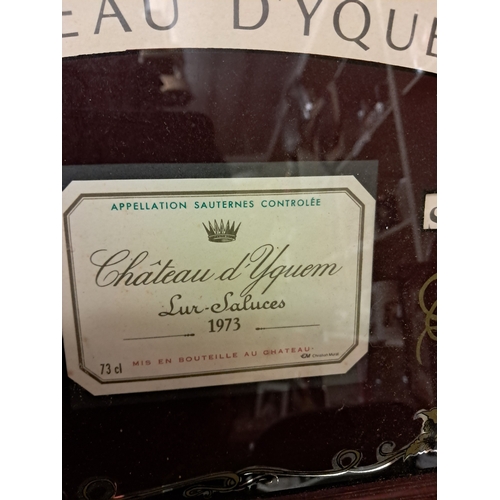 EAU D'YQUE
APPELLATION SAUTERNES CONTROLÉE
Château d'Yquem
Lur-Saluces
1973
MIS EN BOUTEILLE AU CHATEAU
73 cl